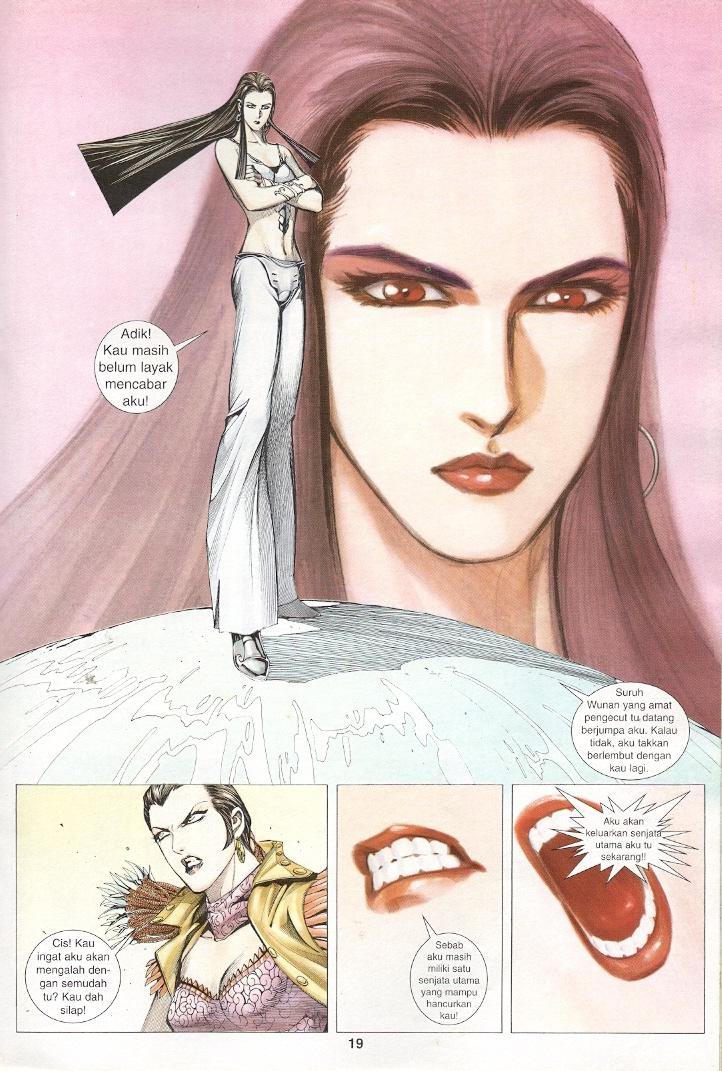 Adik!
Kau masih
belum layak
mencabar
aku!
Suruh
Wunan yang amat
pengecut tu datang
berjumpa aku. Kalau
tidak, aku takkan
berlembut dengan
kau lagi.
Cis! Kau
ingat aku akan
mengalah den-
gan semudah
tu? Kau dah
silap!
Sebab
aku masih
miliki satu
senjata utama
yang mampu
hancurkan
kau!
Aku akan
keluarkan senjata
utama aku tu
sekarang!!
19